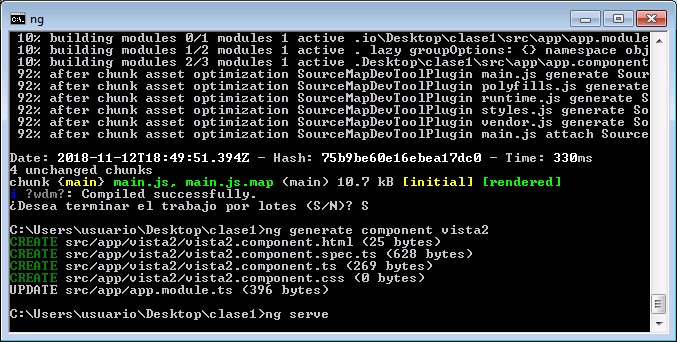 ng
10% building modules 0/1 modules 1 active .io\Desktop\clase1\src\app\app.module
10% building modules 1/2 modules 1 active . lazy groupOptions: {} namespace obj
10% building modules 2/3 modules 1 active .Desktop\clase1\src\app\app.component
92% after chunk asset optimization SourceMapDevToolPlugin main.js generate Sour
92% after chunk asset optimization SourceMapDevToolPlugin polyfills.js generate
92% after chunk asset optimization SourceMapDevToolPlugin runtime.js generate S
92% after chunk asset optimization SourceMapDevToolPlugin styles.js generate So
92% after chunk asset optimization SourceMapDevToolPlugin vendor.js generate So
92% after chunk asset optimization SourceMapDevToolPlugin main.js attach Source
Date: 2018-11-12T18:49:51.394Z - Hash: 75b9be60e16ebea17dc0 - Time: 330ms
4 unchanged chunks
chunk {main} main.js, main.js.map (main) 10.7 kB [initial] [rendered]
i ?wdm?: Compiled successfully.
¿Desea terminar el trabajo por lotes (S/N)? S
C:\Users\usuario\Desktop\clase1>ng generate component vista2
CREATE src/app/vista2/vista2.component.html (25 bytes)
CREATE src/app/vista2/vista2.component.spec.ts (628 bytes)
CREATE src/app/vista2/vista2.component.ts (269 bytes)
CREATE src/app/vista2/vista2.component.css (0 bytes)
UPDATE src/app/app.module.ts (396 bytes)
C:\Users\usuario\Desktop\clase1>ng serve